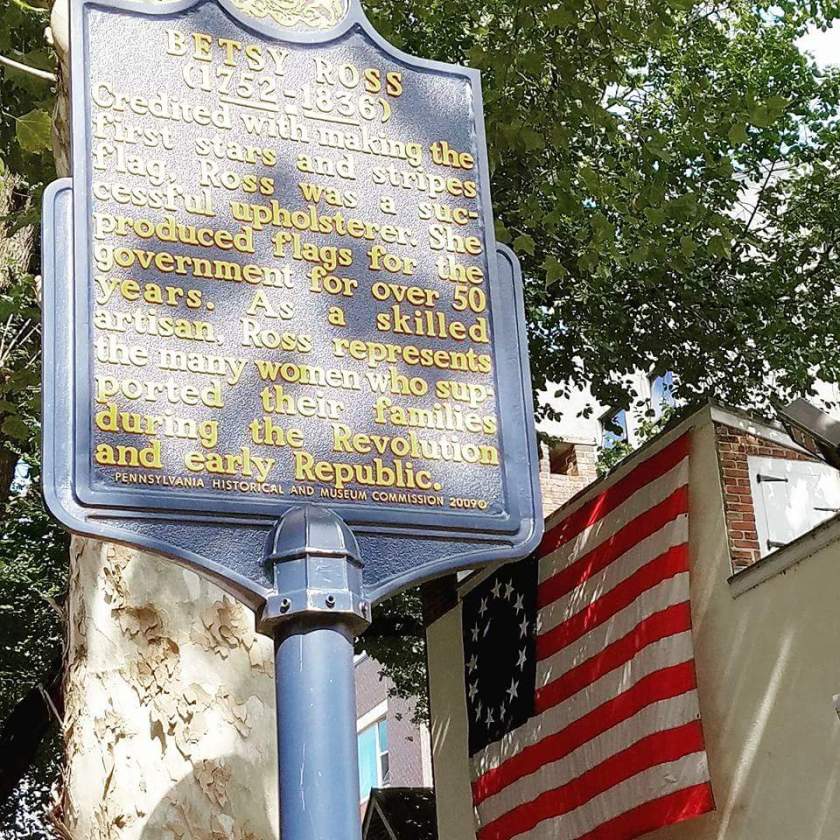 BETSY ROSS
(1752-1836)
Credited with making the
first stars and stripes
flag, Ross was a suc-
cessful upholsterer. She
produced flags for the
government for over 50
years. As a skilled
artisan, Ross represents
the many women who sup-
ported their families
during the Revolution
and early Republic.
PENNSYLVANIA HISTORICAL AND MUSEUM COMMISSION 2009©